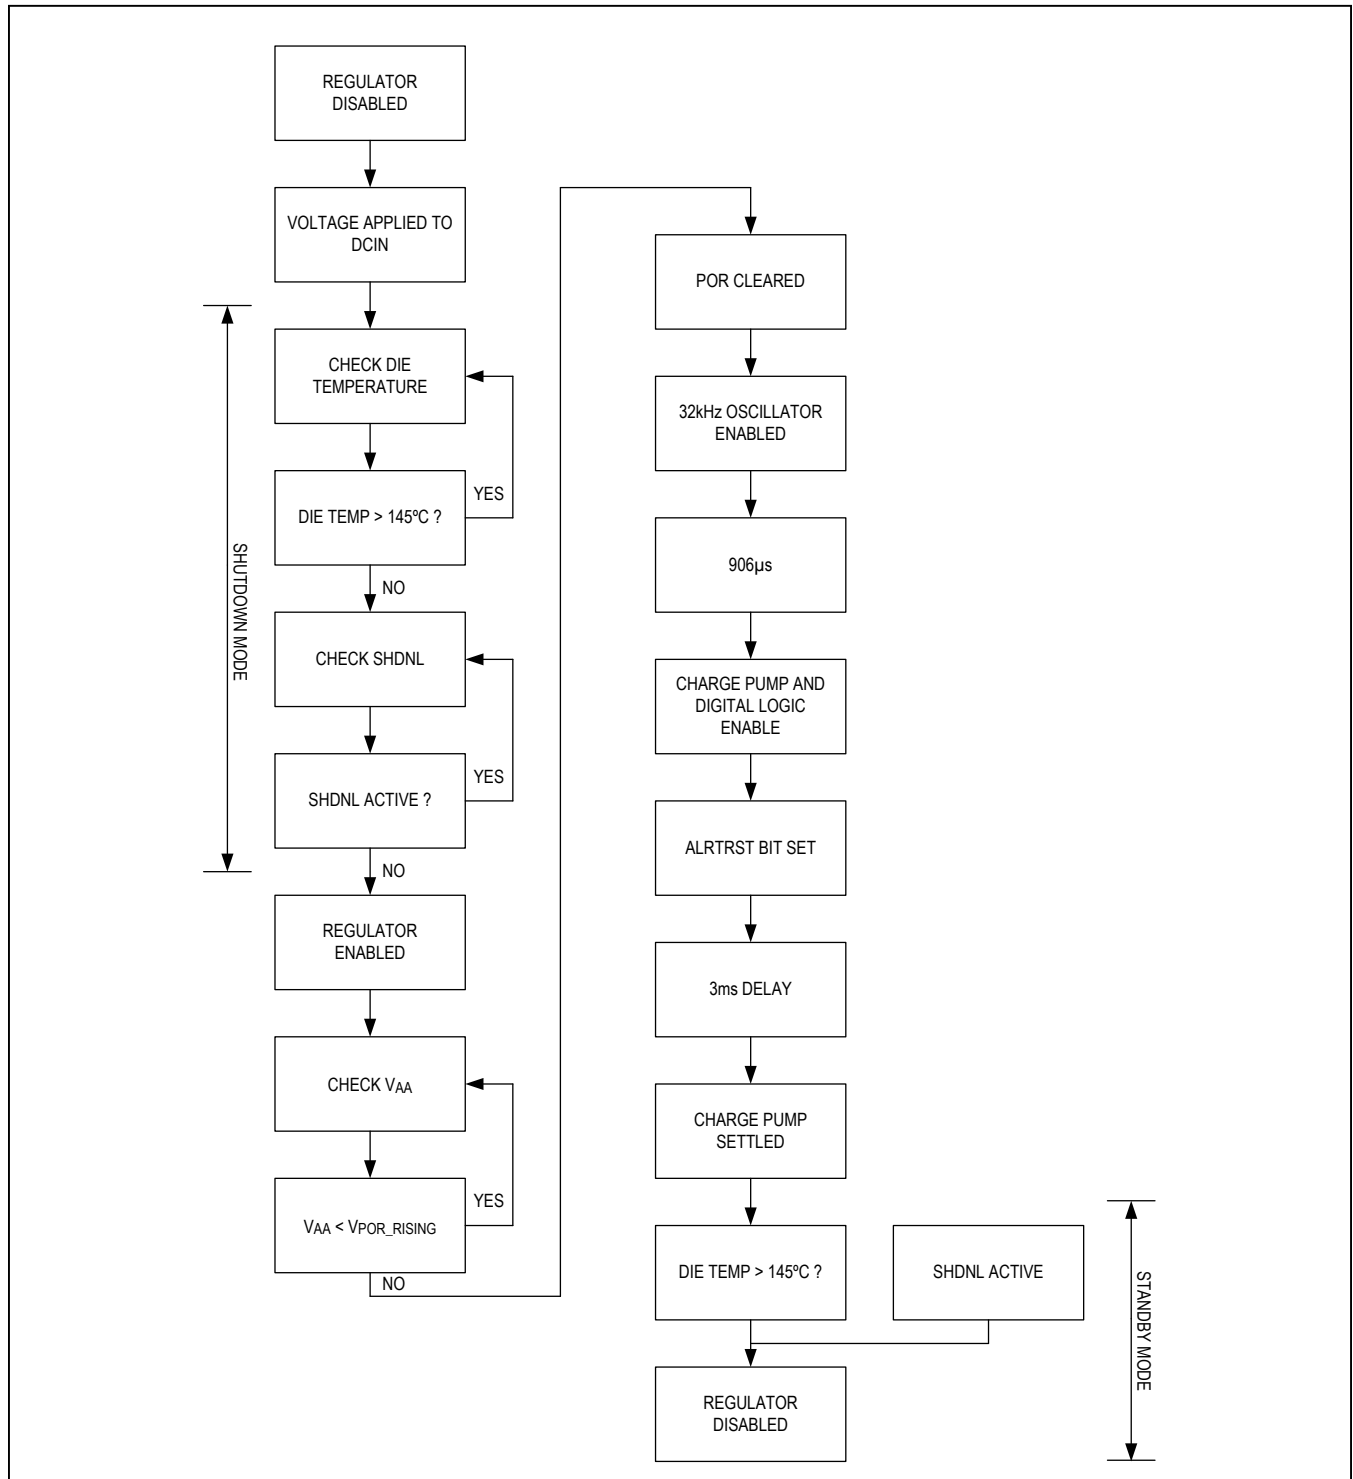 REGULATOR
DISABLED
VOLTAGE APPLIED TO
DCIN
CHECK DIE
TEMPERATURE
YES
DIE TEMP > 145ºC ?
NO
CHECK SHDNL
YES
SHDNL ACTIVE ?
NO
REGULATOR
ENABLED
CHECK VAA
YES
VAA < VPOR_RISING
NO
SHUTDOWN MODE
POR CLEARED
32kHz OSCILLATOR
ENABLED
906µs
CHARGE PUMP AND
DIGITAL LOGIC
ENABLE
ALRTRST BIT SET
3ms DELAY
CHARGE PUMP
SETTLED
DIE TEMP > 145ºC ?
SHDNL ACTIVE
REGULATOR
DISABLED
STANDBY MODE